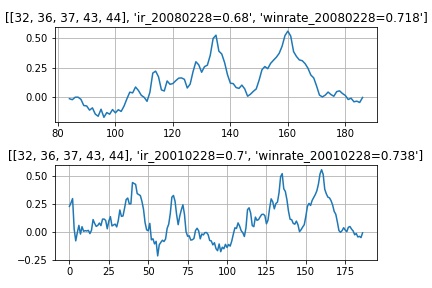 [[32, 36, 37, 43, 44], 'ir_20080228=0.68', 'winrate_20080228=0.718']
0.50
0.25
0.00
80 100 120 140 160 180
[[32, 36, 37, 43, 44], 'ir_20010228=0.7', 'winrate_20010228=0.738']
0.50
0.25
0.00
−0.25
0 25 50 75 100 125 150 175